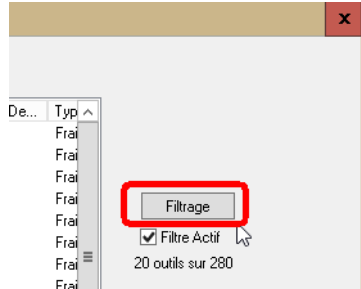 x
De... Typ
Frai
Frai
Frai
Frai
Filtrage
Frai
Frai
Filtre Actif
Frai
20 outils sur 280
Frai